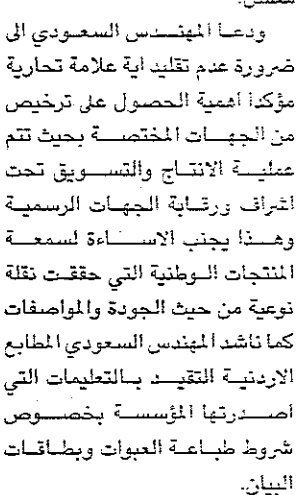 ودعا المهندس السعودي الى
ضرورة عدم تقليد اية علامة تجارية
مؤكدا اهمية الحصول على ترخيص
من الجهات المختصة بحيث تتم
عملية الانتاج والتسويق تحت
اشراف ورقابة الجهات الرسمية
وهذا يجنب الاساءة لسمعة
المنتجات الوطنية التي حققت نقلة
نوعية من حيث الجودة والمواصفات
كما ناشد المهندس السعودي المطابع
الاردنية التقيد بالتعليمات التي
اصدرتها المؤسسة بخصوص
شروط طباعة العبوات وبطاقات
البيان.